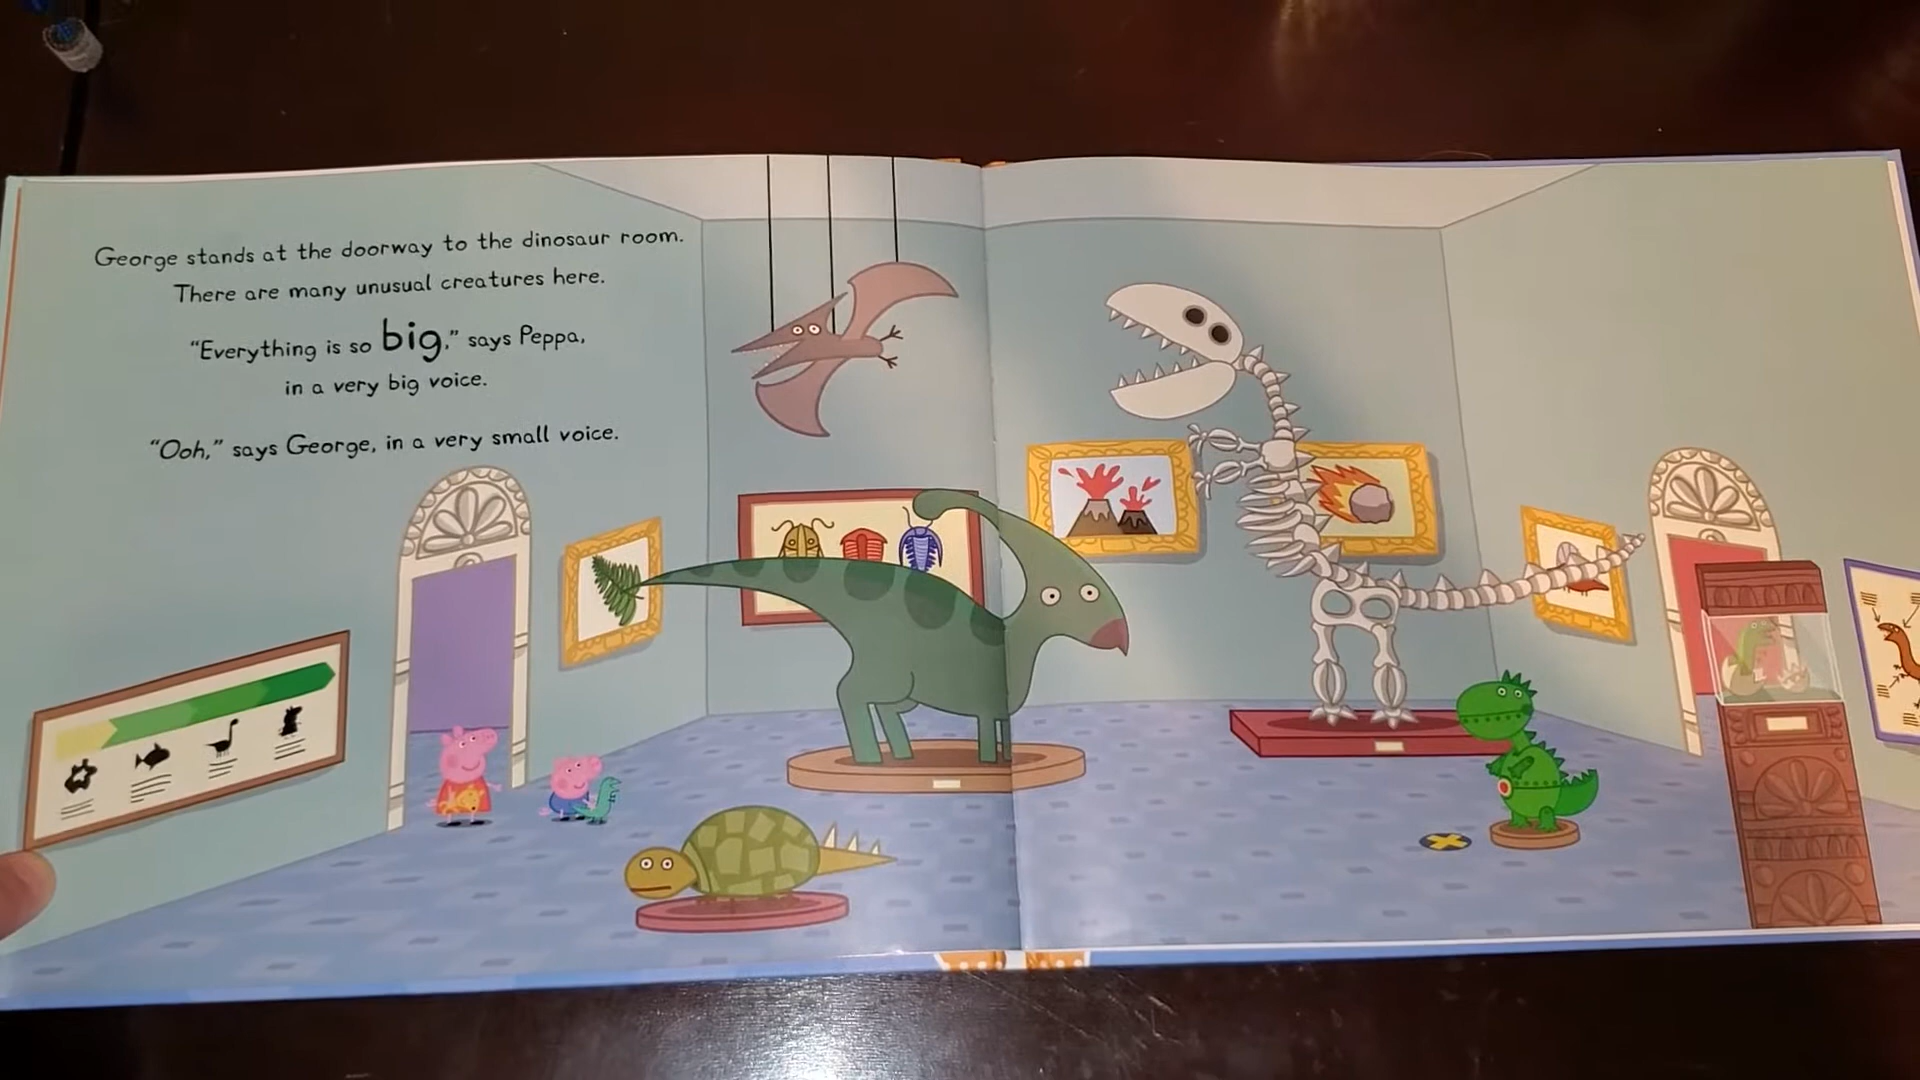 George stands at the doorway to the dinosaur room.
There are many unusual creatures here.
“Everything is so big,” says Peppa,
in a very big voice.
“Ooh,” says George, in a very small voice.